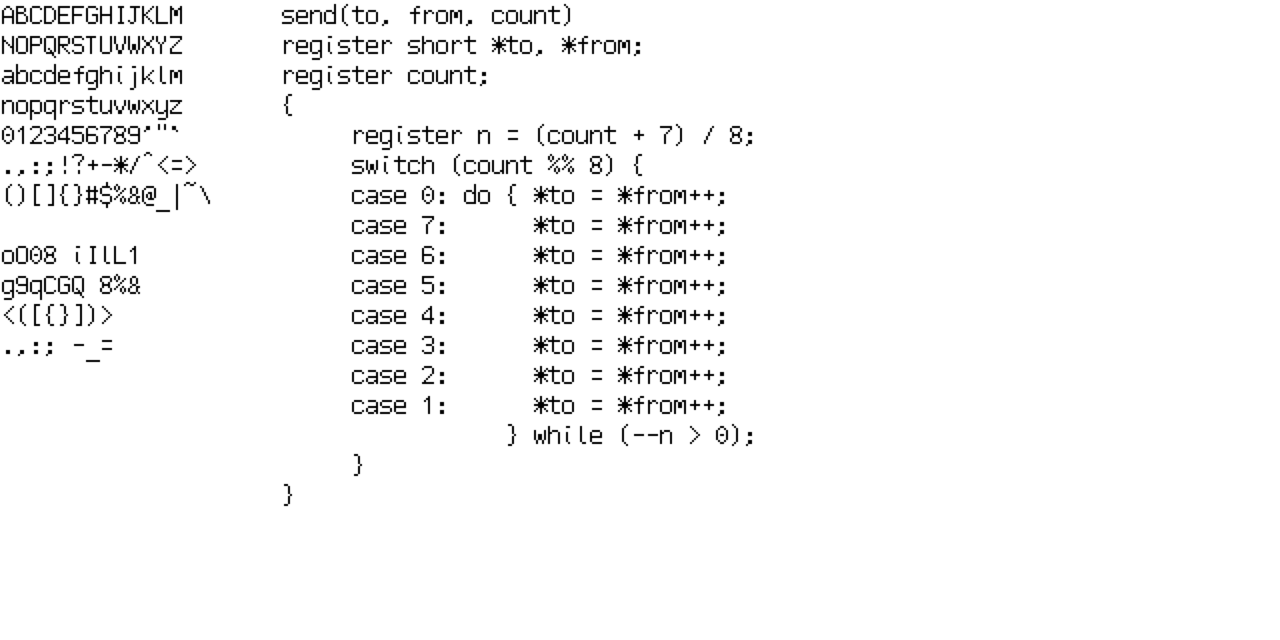 ABCDEFGHIJKLM
NOPQRSTUVWXYZ
abcdefghijklm
nopqrstuvwxyz
0123456789'"`
.,:;!?+-*/^<=>
()[]{}#$%&@_|~\
oO08 iIlL1
g9qCGQ 8%&
<([{}])>
.,:; -_=
send(to, from, count)
register short *to, *from;
register count;
{
     register n = (count + 7) / 8;
     switch (count %% 8) {
     case 0: do { *to = *from++;
     case 7:      *to = *from++;
     case 6:      *to = *from++;
     case 5:      *to = *from++;
     case 4:      *to = *from++;
     case 3:      *to = *from++;
     case 2:      *to = *from++;
     case 1:      *to = *from++;
                } while (--n > 0);
     }
}